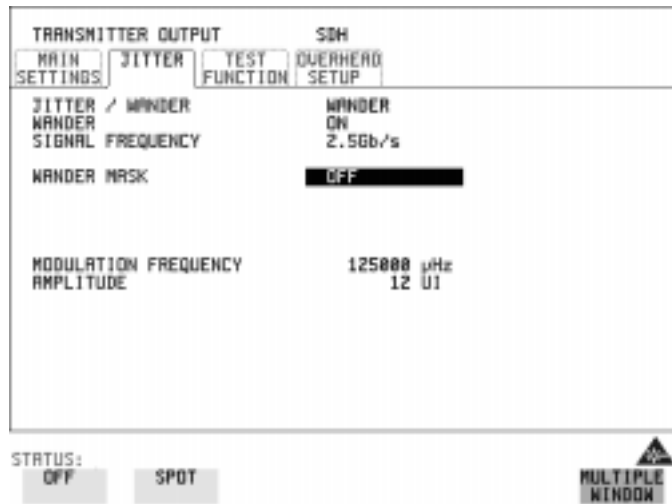 TRANSMITTER OUTPUT SDH
MAIN SETTINGS JITTER TEST FUNCTION OVERHEAD SETUP
JITTER / WANDER WANDER
WANDER ON
SIGNAL FREQUENCY 2.5Gb/s
WANDER MASK OFF
MODULATION FREQUENCY 125000 µHz
AMPLITUDE 12 UI
STATUS:
OFF SPOT MULTIPLE WINDOW